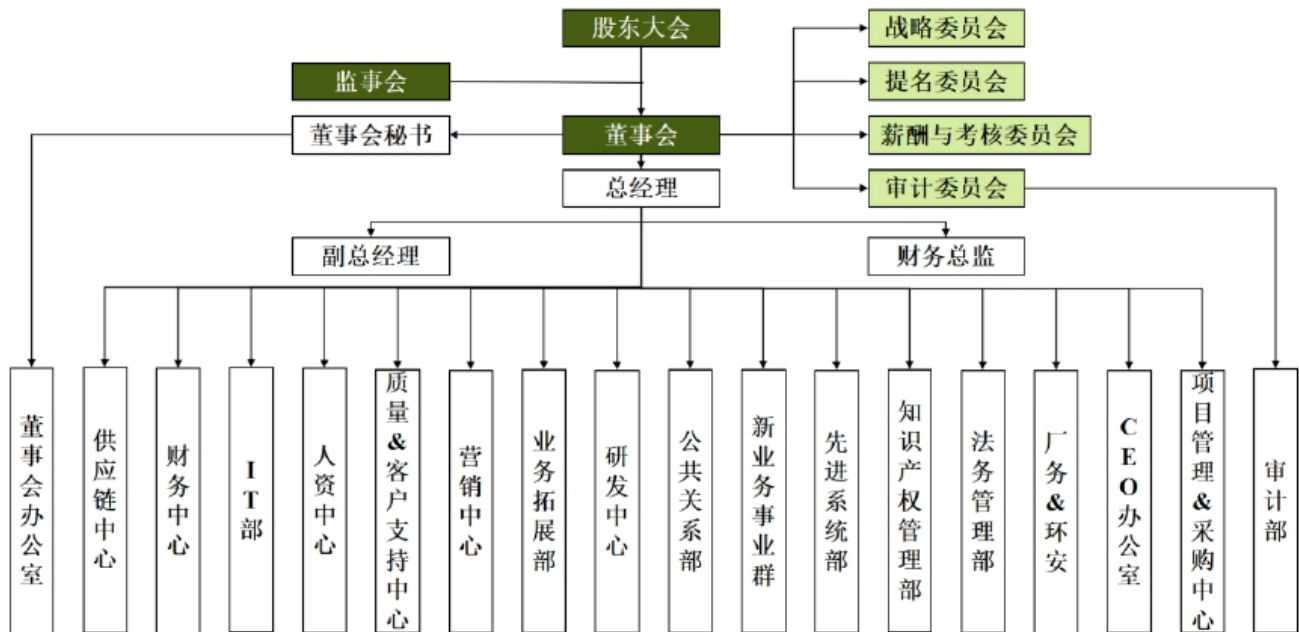 股东大会
战略委员会
监事会
提名委员会
董事会秘书
董事会
薪酬与考核委员会
总经理
审计委员会
副总经理
财务总监
董事会办公室
供应链中心
财务中心
IT部
人资中心
质量&客户支持中心
营销中心
业务拓展部
研发中心
公共关系部
新业务事业群
先进系统部
知识产权管理部
法务管理部
厂务&环安
CEO办公室
项目管理&采购中心
审计部